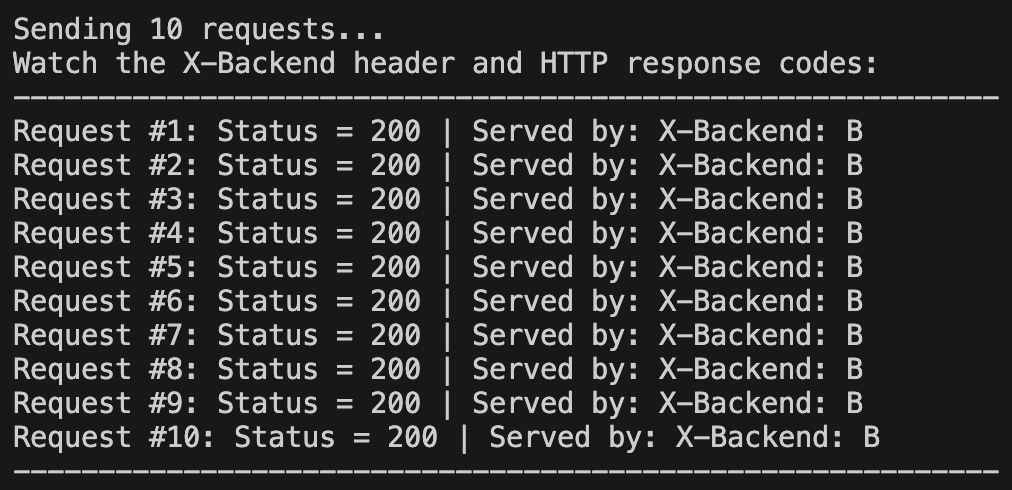 Sending 10 requests...
Watch the X-Backend header and HTTP response codes:
----------------------------------------------------------
Request #1: Status = 200 | Served by: X-Backend: B
Request #2: Status = 200 | Served by: X-Backend: B
Request #3: Status = 200 | Served by: X-Backend: B
Request #4: Status = 200 | Served by: X-Backend: B
Request #5: Status = 200 | Served by: X-Backend: B
Request #6: Status = 200 | Served by: X-Backend: B
Request #7: Status = 200 | Served by: X-Backend: B
Request #8: Status = 200 | Served by: X-Backend: B
Request #9: Status = 200 | Served by: X-Backend: B
Request #10: Status = 200 | Served by: X-Backend: B
----------------------------------------------------------